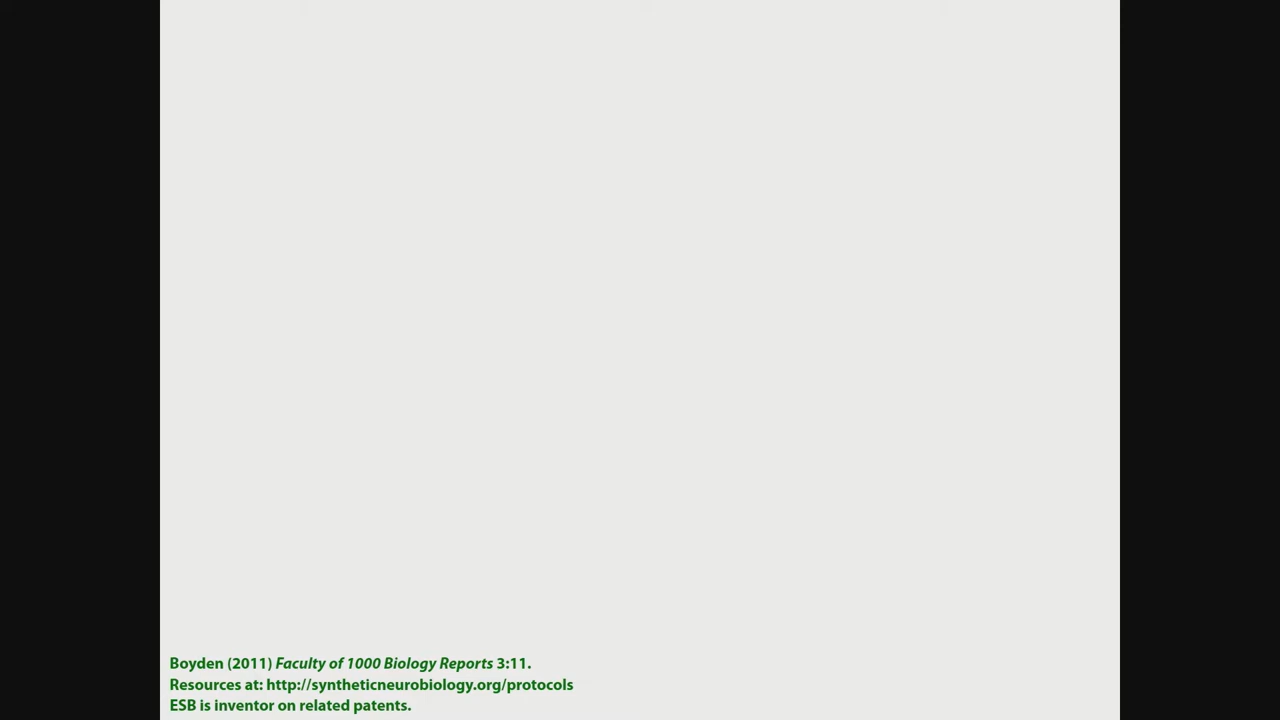 Boyden (2011) Faculty of 1000 Biology Reports 3:11.
Resources at: http://syntheticneurobiology.org/protocols
ESB is inventor on related patents.